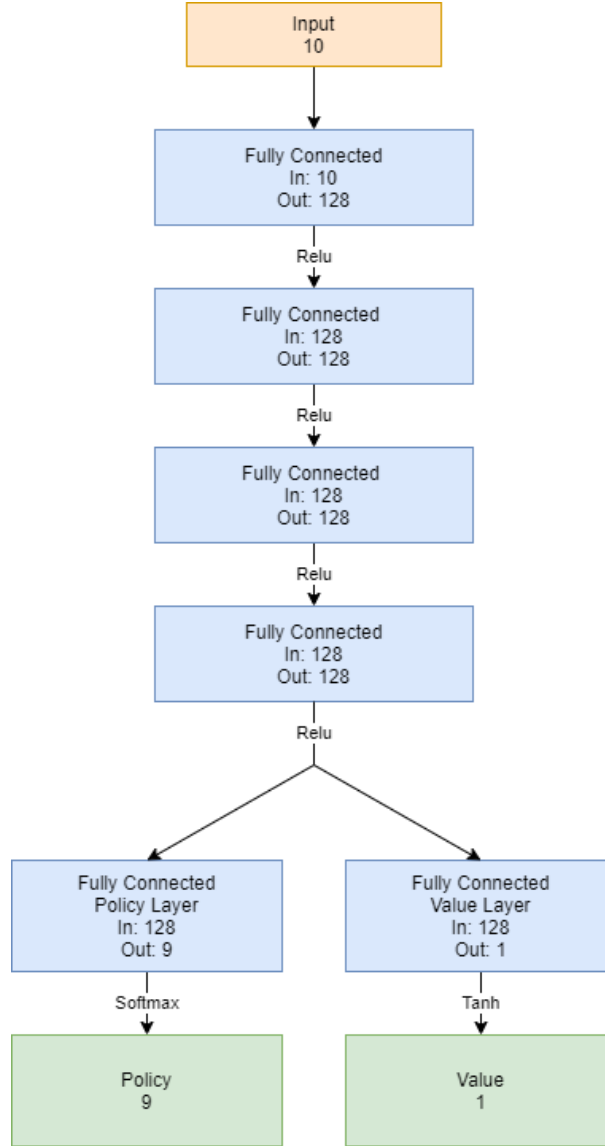 Input
10
Fully Connected
In: 10
Out: 128
Relu
Fully Connected
In: 128
Out: 128
Relu
Fully Connected
In: 128
Out: 128
Relu
Fully Connected
In: 128
Out: 128
Relu
Fully Connected
Policy Layer
In: 128
Out: 9
Softmax
Policy
9
Fully Connected
Value Layer
In: 128
Out: 1
Tanh
Value
1